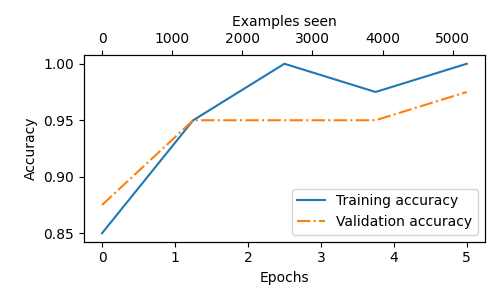 Examples seen
0 1000 2000 3000 4000 5000
1.00
0.95
0.90
0.85
Accuracy
Training accuracy
Validation accuracy
0 1 2 3 4 5
Epochs